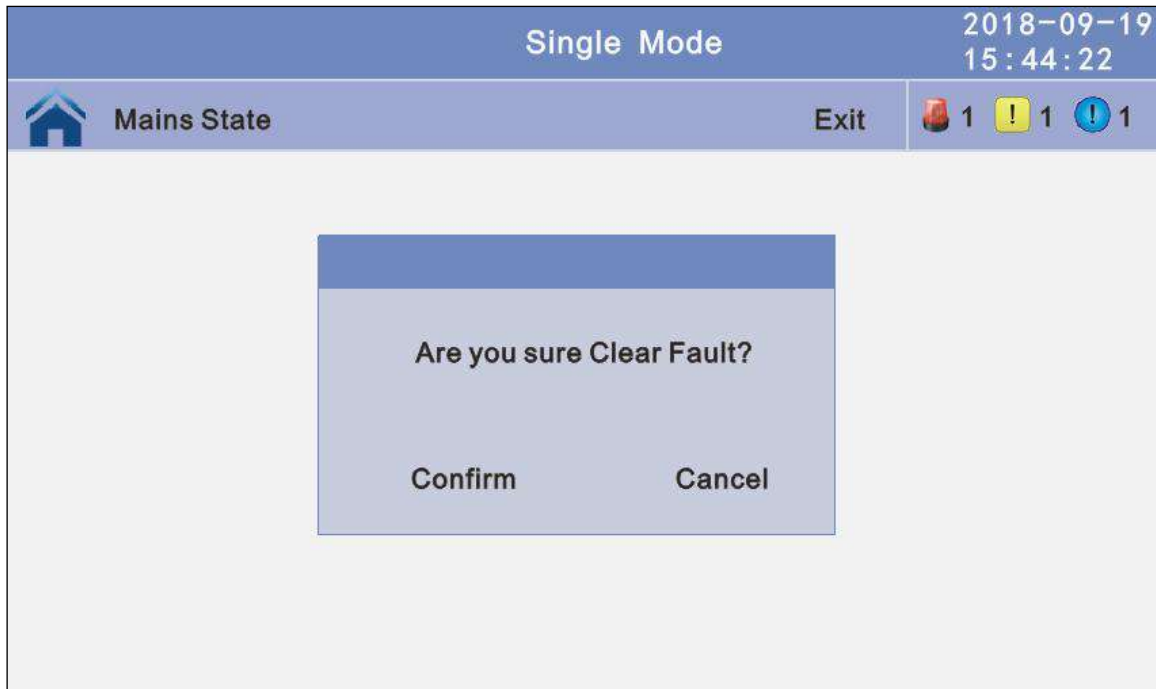 Single Mode
2018-09-19
15:44:22
Mains State
Exit
1 ! 1 ! 1
Are you sure Clear Fault?
Confirm
Cancel